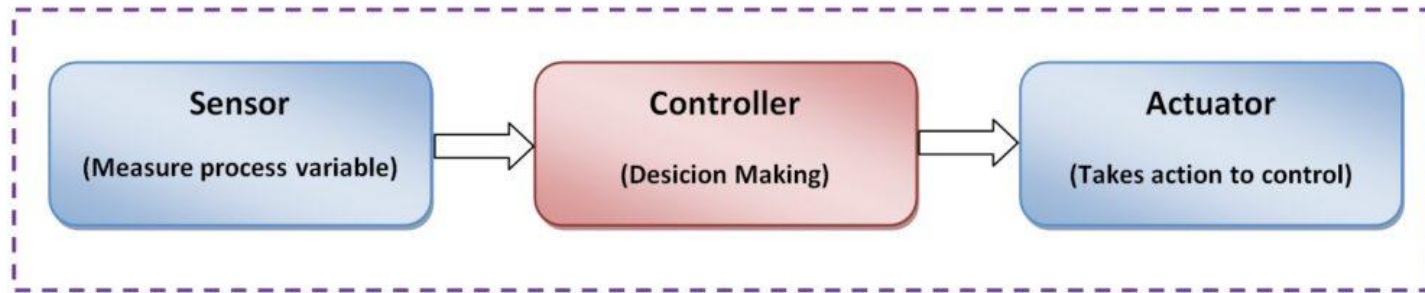 Sensor
(Measure process variable)
Controller
(Desicion Making)
Actuator
(Takes action to control)